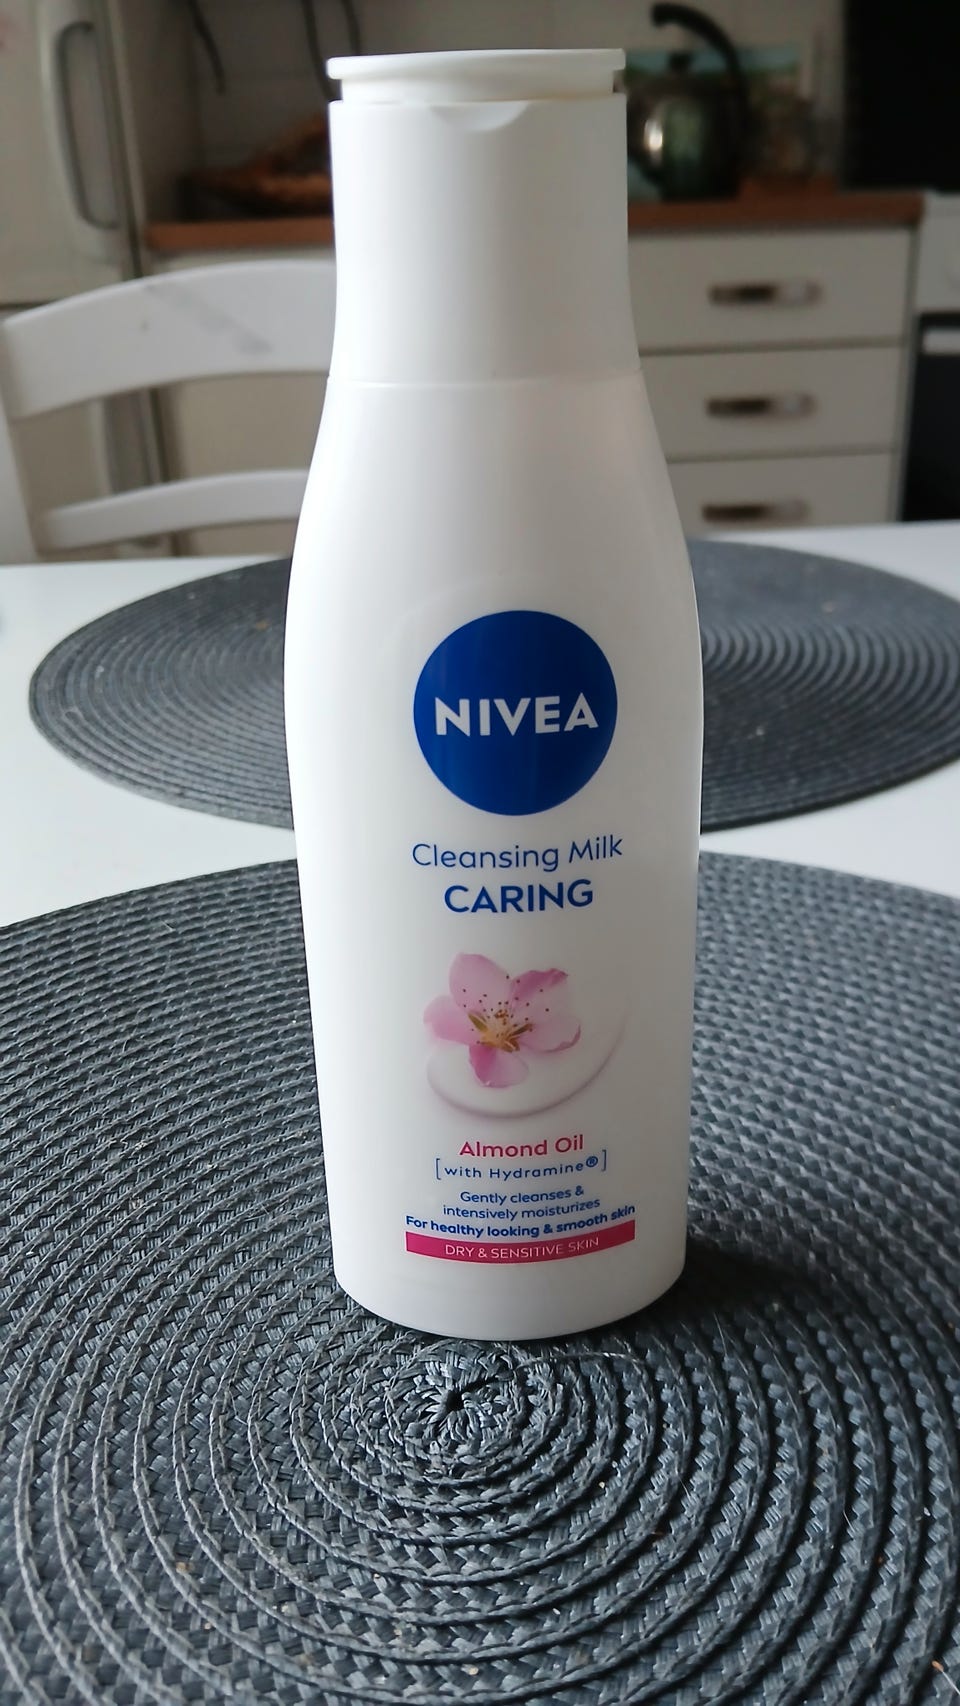 NIVEA
Cleansing Milk
CARING
Almond Oil
[with Hydramine®]
Gently cleanses &
intensively moisturizes
For healthy looking & smooth skin
DRY & SENSITIVE SKIN